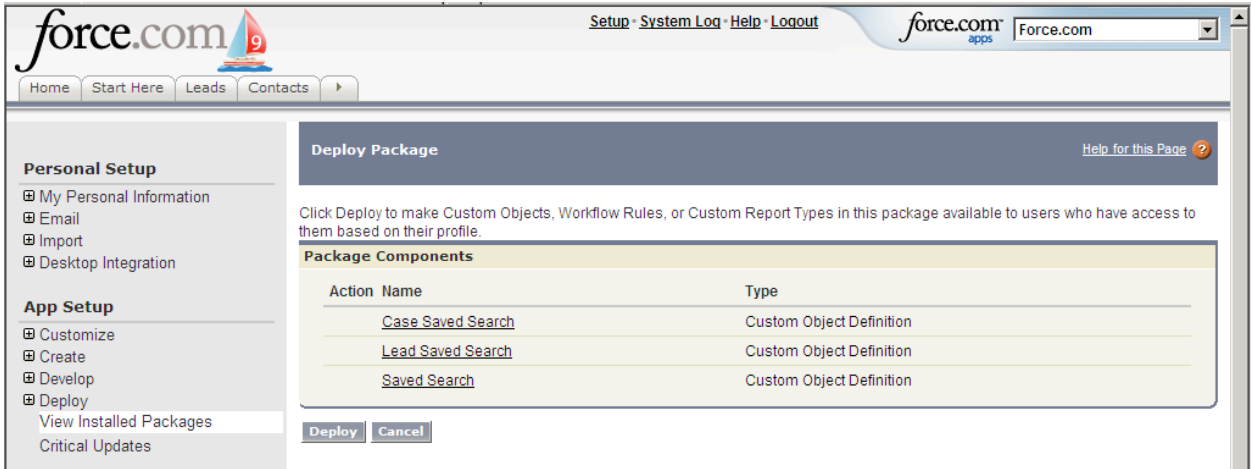 force.com 9
Setup · System Log · Help · Logout
force.com apps
Force.com
Home Start Here Leads Contacts
Personal Setup
My Personal Information
Email
Import
Desktop Integration
App Setup
Customize
Create
Develop
Deploy
View Installed Packages
Critical Updates
Deploy Package
Help for this Page ?
Click Deploy to make Custom Objects, Workflow Rules, or Custom Report Types in this package available to users who have access to
them based on their profile.
Package Components
Action Name Type
Case Saved Search Custom Object Definition
Lead Saved Search Custom Object Definition
Saved Search Custom Object Definition
Deploy Cancel